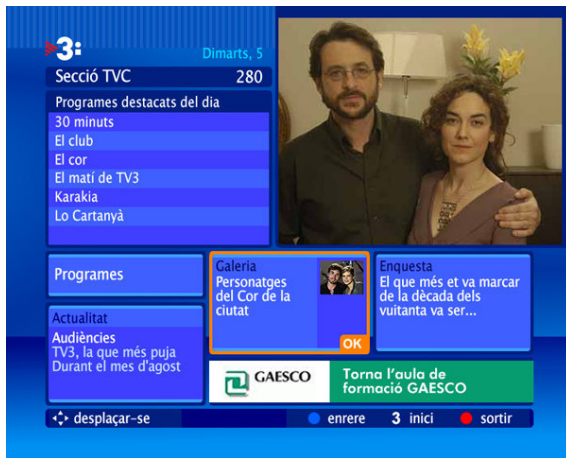 3:
Dimarts, 5
Secció TVC 280
Programes destacats del dia
30 minuts
El club
El cor
El matí de TV3
Karakia
Lo Cartanyà
Programes
Galeria
Personatges
del Cor de la
ciutat
OK
Enquesta
El que més et va marcar
de la dècada dels
vuitanta va ser...
Actualitat
Audiències
TV3, la que més puja
Durant el mes d'agost
GAESCO
Torna l'aula de
formació GAESCO
desplaçar-se enrere 3 inici sortir